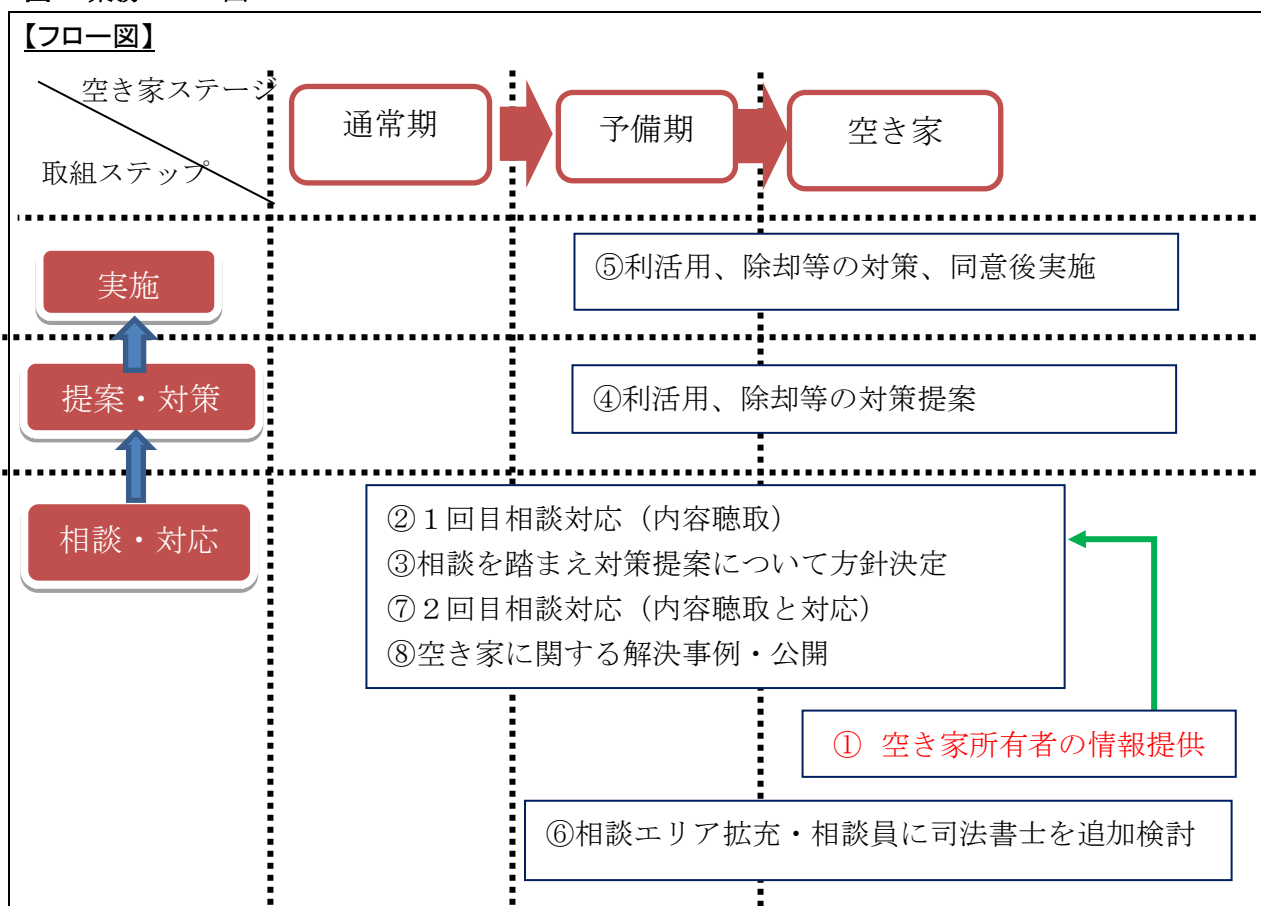 【フロー図】
空き家ステージ
取組ステップ
通常期
予備期
空き家
実施
⑤利活用、除却等の対策、同意後実施
提案・対策
④利活用、除却等の対策提案
相談・対応
②１回目相談対応（内容聴取）
③相談を踏まえ対策提案について方針決定
⑦２回目相談対応（内容聴取と対応）
⑧空き家に関する解決事例・公開
① 空き家所有者の情報提供
⑥相談エリア拡充・相談員に司法書士を追加検討